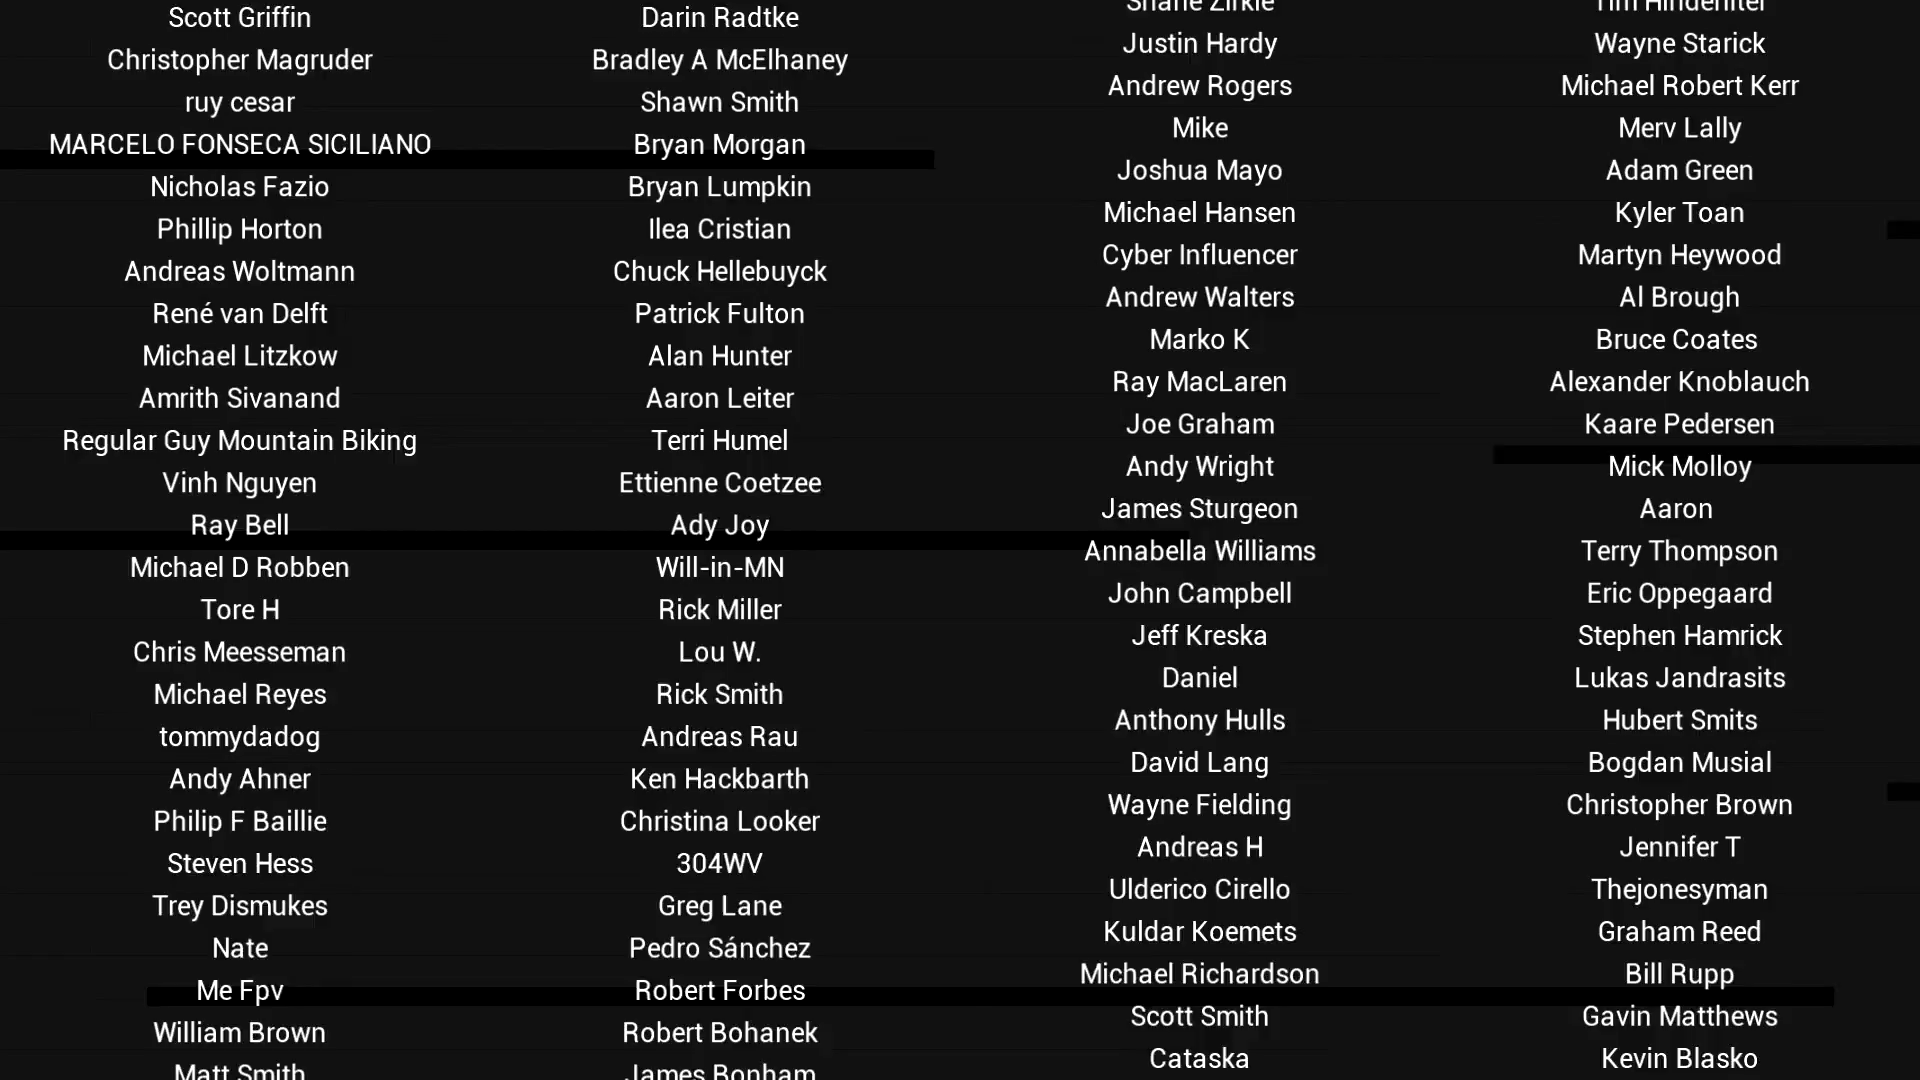 Scott Griffin
Christopher Magruder
ruy cesar
MARCELO FONSECA SICILIANO
Nicholas Fazio
Phillip Horton
Andreas Woltmann
René van Delft
Michael Litzkow
Amrith Sivanand
Regular Guy Mountain Biking
Vinh Nguyen
Ray Bell
Michael D Robben
Tore H
Chris Meesseman
Michael Reyes
tommydadog
Andy Ahner
Philip F Baillie
Steven Hess
Trey Dismukes
Nate
Me Fpv
William Brown
Matt Smith
Darin Radtke
Bradley A McElhaney
Shawn Smith
Bryan Morgan
Bryan Lumpkin
Ilea Cristian
Chuck Hellebuyck
Patrick Fulton
Alan Hunter
Aaron Leiter
Terri Humel
Ettienne Coetzee
Ady Joy
Will-in-MN
Rick Miller
Lou W.
Rick Smith
Andreas Rau
Ken Hackbarth
Christina Looker
304WV
Greg Lane
Pedro Sánchez
Robert Forbes
Robert Bohanek
James Bonham
Shane Zirkle
Justin Hardy
Andrew Rogers
Mike
Joshua Mayo
Michael Hansen
Cyber Influencer
Andrew Walters
Marko K
Ray MacLaren
Joe Graham
Andy Wright
James Sturgeon
Annabella Williams
John Campbell
Jeff Kreska
Daniel
Anthony Hulls
David Lang
Wayne Fielding
Andreas H
Ulderico Cirello
Kuldar Koemets
Michael Richardson
Scott Smith
Cataska
Tim
Wayne Starick
Michael Robert Kerr
Merv Lally
Adam Green
Kyler Toan
Martyn Heywood
Al Brough
Bruce Coates
Alexander Knoblauch
Kaare Pedersen
Mick Molloy
Aaron
Terry Thompson
Eric Oppegaard
Stephen Hamrick
Lukas Jandrasits
Hubert Smits
Bogdan Musial
Christopher Brown
Jennifer T
Thejonesyman
Graham Reed
Bill Rupp
Gavin Matthews
Kevin Blasko